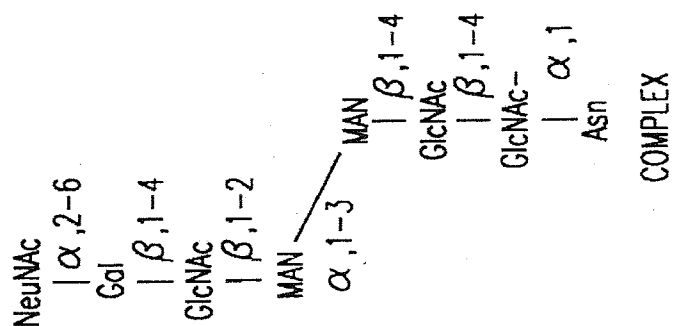 NeuNAc
α,2-6
Gal
β,1-4
GlcNAc
β,1-2
MAN
α,1-3
MAN
β,1-4
GlcNAc
β,1-4
GlcNAc-
α,1
Asn
COMPLEX